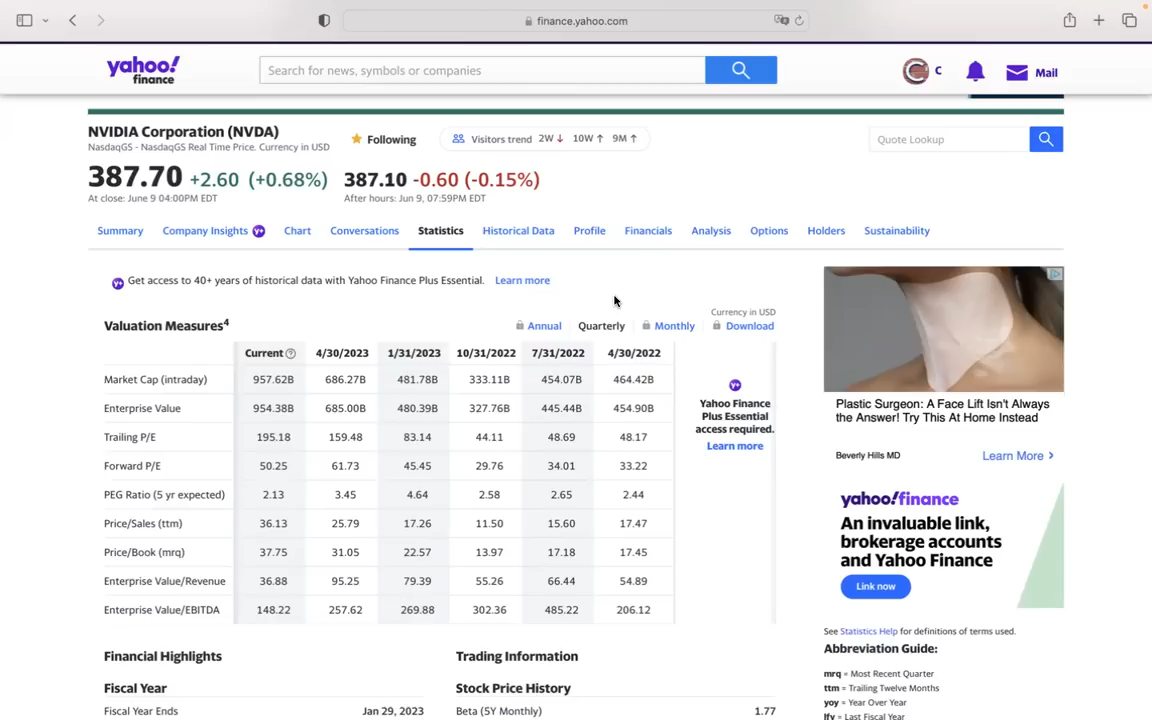 finance.yahoo.com
yahoo!
finance
Search for news, symbols or companies
C
Mail
NVIDIA Corporation (NVDA)
NasdaqGS - NasdaqGS Real Time Price. Currency in USD
Following
Visitors trend 2W ↓ 10W ↑ 9M ↑
Quote Lookup
387.70 +2.60 (+0.68%) 387.10 -0.60 (-0.15%)
At close: June 9 04:00PM EDT After hours: Jun 9, 07:59PM EDT
Summary Company Insights Y+ Chart Conversations Statistics Historical Data Profile Financials Analysis Options Holders Sustainability
Y+ Get access to 40+ years of historical data with Yahoo Finance Plus Essential. Learn more
Currency in USD
Valuation Measures4 Annual Quarterly Monthly Download
Current ? 4/30/2023 1/31/2023 10/31/2022 7/31/2022 4/30/2022
Market Cap (intraday) 957.62B 686.27B 481.78B 333.11B 454.07B 464.42B
Enterprise Value 954.38B 685.00B 480.39B 327.76B 445.44B 454.90B
Trailing P/E 195.18 159.48 83.14 44.11 48.69 48.17
Forward P/E 50.25 61.73 45.45 29.76 34.01 33.22
PEG Ratio (5 yr expected) 2.13 3.45 4.64 2.58 2.65 2.44
Price/Sales (ttm) 36.13 25.79 17.26 11.50 15.60 17.47
Price/Book (mrq) 37.75 31.05 22.57 13.97 17.18 17.45
Enterprise Value/Revenue 36.88 95.25 79.39 55.26 66.44 54.89
Enterprise Value/EBITDA 148.22 257.62 269.88 302.36 485.22 206.12
Y+
Yahoo Finance
Plus Essential
access required.
Learn more
Financial Highlights
Fiscal Year
Fiscal Year Ends Jan 29, 2023
Trading Information
Stock Price History
Beta (5Y Monthly) 1.77
Plastic Surgeon: A Face Lift Isn't Always
the Answer! Try This At Home Instead
Beverly Hills MD Learn More
yahoo!finance
An invaluable link,
brokerage accounts
and Yahoo Finance
Link now
See Statistics Help for definitions of terms used.
Abbreviation Guide:
mrq = Most Recent Quarter
ttm = Trailing Twelve Months
yoy = Year Over Year
lfy = Last Fiscal Year